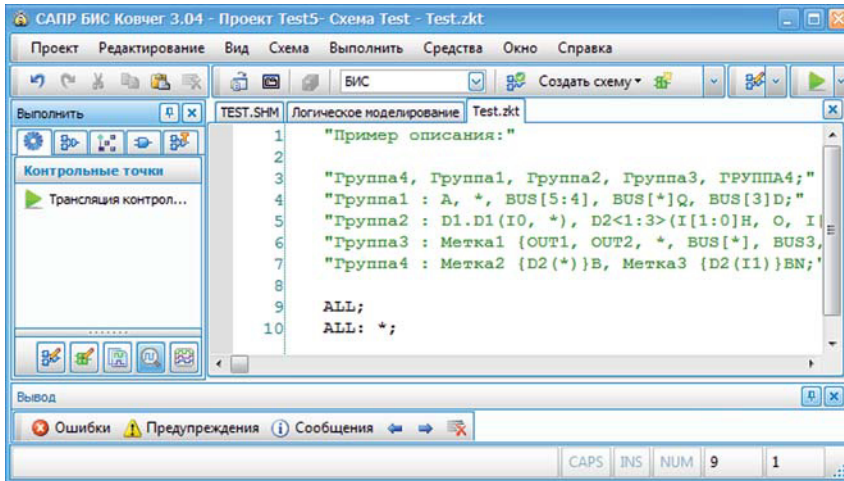 САПР БИС Ковчег 3.04 - Проект Test5- Схема Test - Test.zkt
Проект Редактирование Вид Схема Выполнить Средства Окно Справка
БИС Создать схему
Выполнить
TEST.SHM Логическое моделирование Test.zkt
Контрольные точки
Трансляция контрол...
1 "Пример описания:"
2
3 "Группа4, Группа1, Группа2, Группа3, ГРУППА4;"
4 "Группа1 : A, *, BUS[5:4], BUS[*]Q, BUS[3]D;"
5 "Группа2 : D1.D1(I0, *), D2<1:3>(I[1:0]H, O, I
6 "Группа3 : Метка1 {OUT1, OUT2, *, BUS[*], BUS3,
7 "Группа4 : Метка2 {D2(*)}B, Метка3 {D2(I1)}BN;"
8
9 ALL;
10 ALL: *;
Вывод
Ошибки Предупреждения Сообщения
CAPS INS NUM 9 1